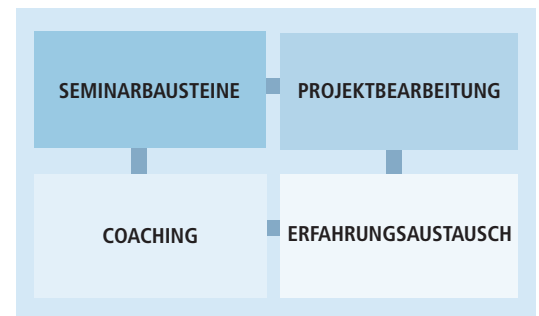 SEMINARBAUSTEINE
PROJEKTBEARBEITUNG
COACHING
ERFAHRUNGSAUSTAUSCH